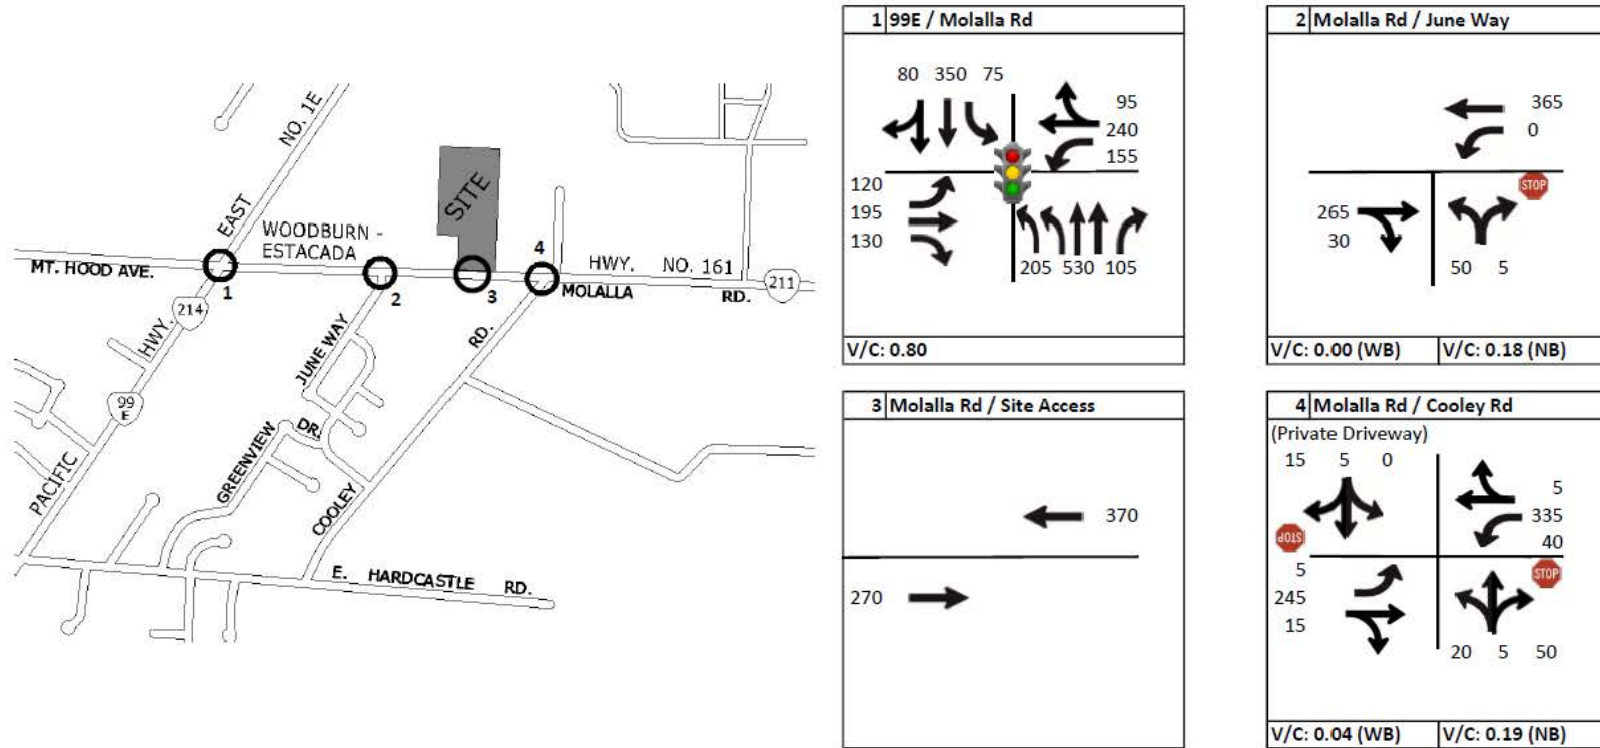 NO. 1E
EAST
SITE
WOODBURN -
ESTACADA
4
HWY. NO. 161
MT. HOOD AVE.
1
2
3
MOLALLA
RD.
211
214
HWY.
JUNE WAY
RD.
99
E
GREENVIEW
DR.
PACIFIC
COOLEY
E. HARDCASTLE RD.
1 99E / Molalla Rd
80 350 75
95
240
155
120
195
130
205 530 105
V/C: 0.80
2 Molalla Rd / June Way
365
0
STOP
265
30
50 5
V/C: 0.00 (WB) V/C: 0.18 (NB)
3 Molalla Rd / Site Access
370
270
4 Molalla Rd / Cooley Rd
(Private Driveway)
15 5 0
5
335
40
STOP
STOP
5
245
15
20 5 50
V/C: 0.04 (WB) V/C: 0.19 (NB)